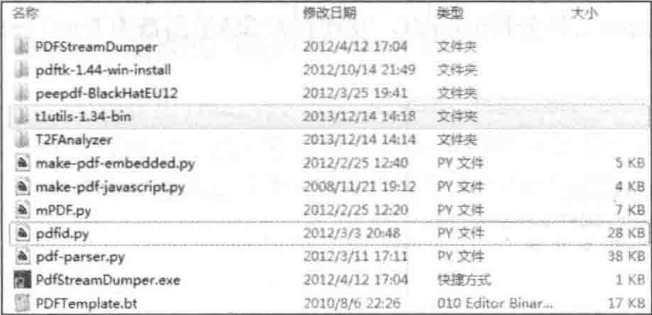 名称 修改日期 类型 大小
PDFStreamDumper 2012/4/12 17:04 文件夹
pdftk-1.44-win-install 2012/10/14 21:49 文件夹
peepdf-BlackHatEU12 2012/3/25 19:41 文件夹
t1utils-1.34-bin 2013/12/14 14:18 文件夹
T2FAnalyzer 2013/12/14 14:14 文件夹
make-pdf-embedded.py 2012/2/25 12:40 PY 文件 5 KB
make-pdf-javascript.py 2008/11/21 19:12 PY 文件 4 KB
mPDF.py 2012/2/25 12:20 PY 文件 7 KB
pdfid.py 2012/3/3 20:48 PY 文件 28 KB
pdf-parser.py 2012/3/11 17:11 PY 文件 38 KB
PdfStreamDumper.exe 2012/4/12 17:04 快捷方式 1 KB
PDFTemplate.bt 2010/8/6 22:26 010 Editor Binar... 17 KB